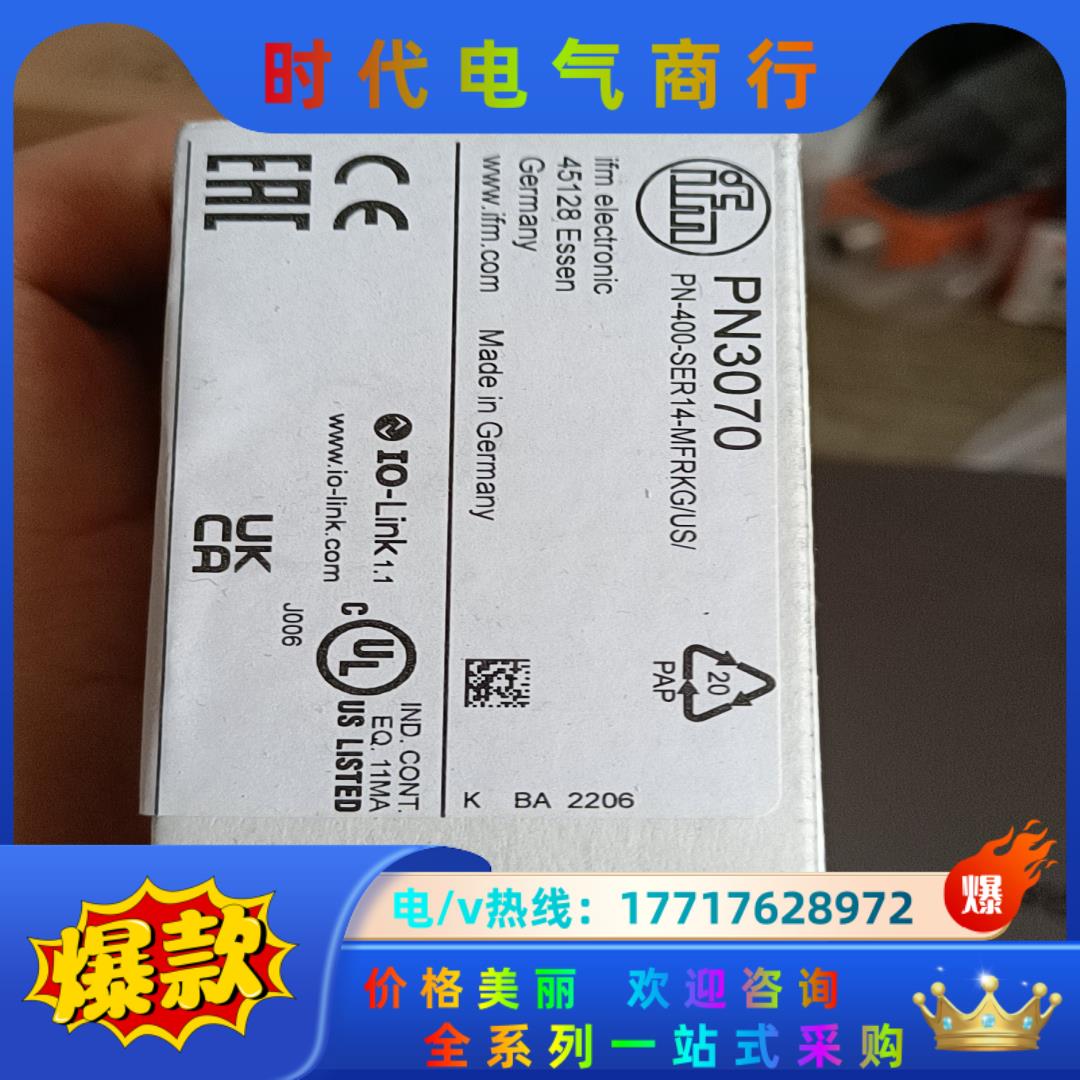 时代电气商行
ifm
PN3070
PN-400-SER14-MFRKG/US/
ifm electronic
45128 Essen
Germany
www.ifm.com Made in Germany
20
PAP
K BA 2206
CE
EAC
IO-Link 1.1
www.io-link.com
UK
CA
C UL US LISTED
IND. CONT.
EQ. 11MA
J006
电/v热线：17717628972
爆
爆款
价格美丽 欢迎咨询
全系列一站式采购